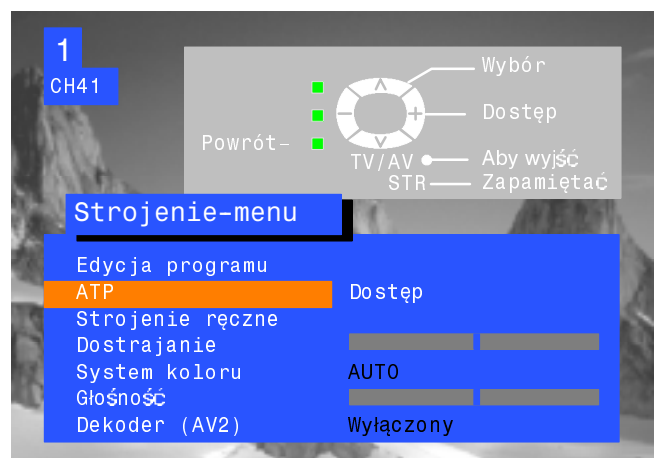 1
CH41
Wybór
Dostęp
Powrót–
TV/AV Aby wyjść
STR Zapamiętać
Strojenie-menu
Edycja programu
ATP Dostęp
Strojenie ręczne
Dostrajanie
System koloru AUTO
Głośność
Dekoder (AV2) Wyłączony